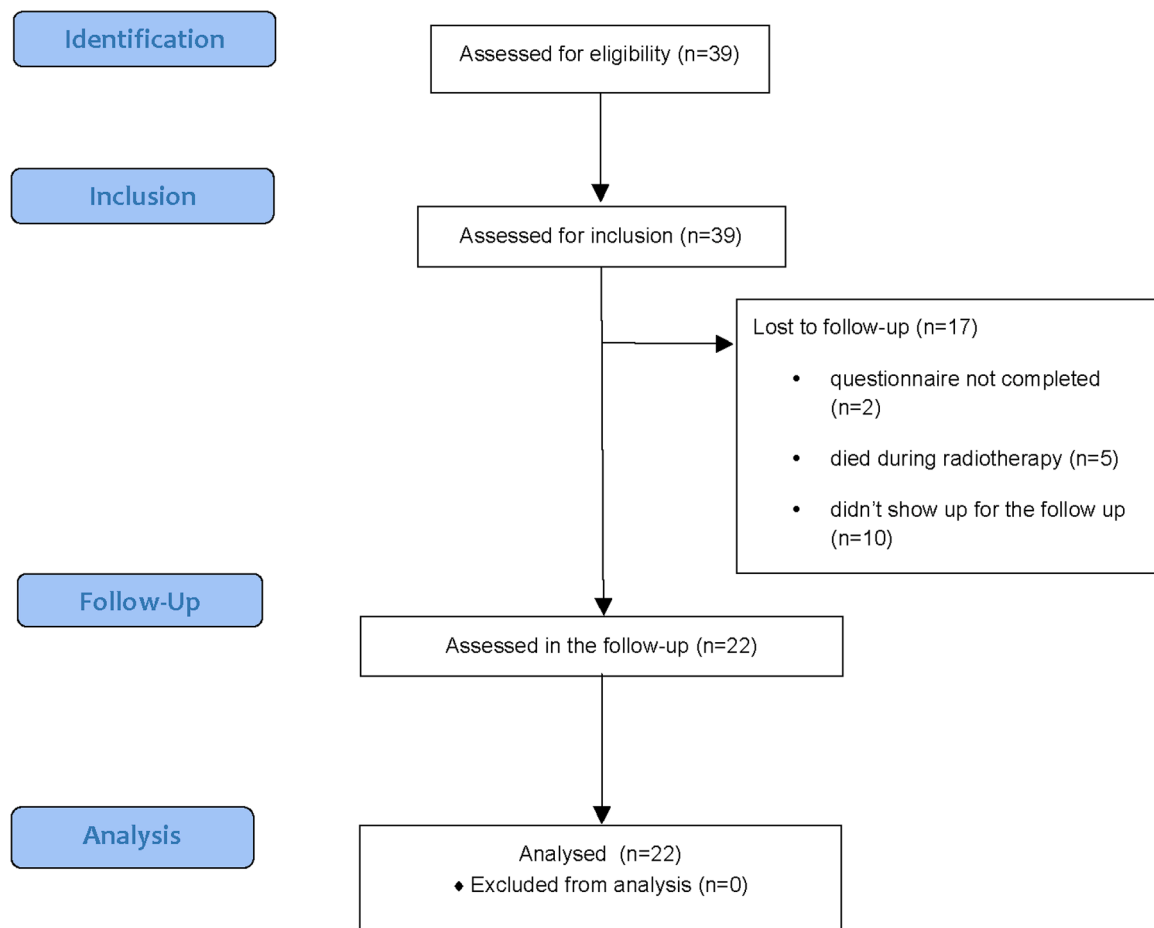 Identification
Assessed for eligibility (n=39)
Inclusion
Assessed for inclusion (n=39)
Lost to follow-up (n=17)
• questionnaire not completed
(n=2)
• died during radiotherapy (n=5)
• didn’t show up for the follow up
(n=10)
Follow-Up
Assessed in the follow-up (n=22)
Analysis
Analysed  (n=22)
♦ Excluded from analysis (n=0)